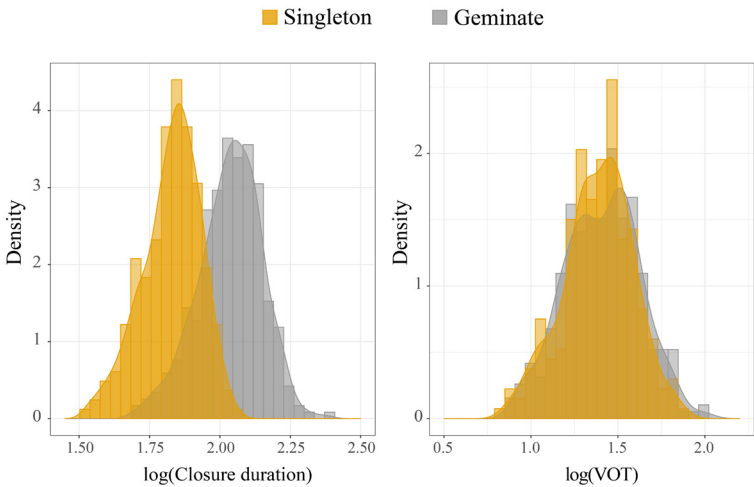 Singleton Geminate
Density
4
3
2
1
0
1.50 1.75 2.00 2.25 2.50
log(Closure duration)
Density
2
1
0
0.5 1.0 1.5 2.0
log(VOT)